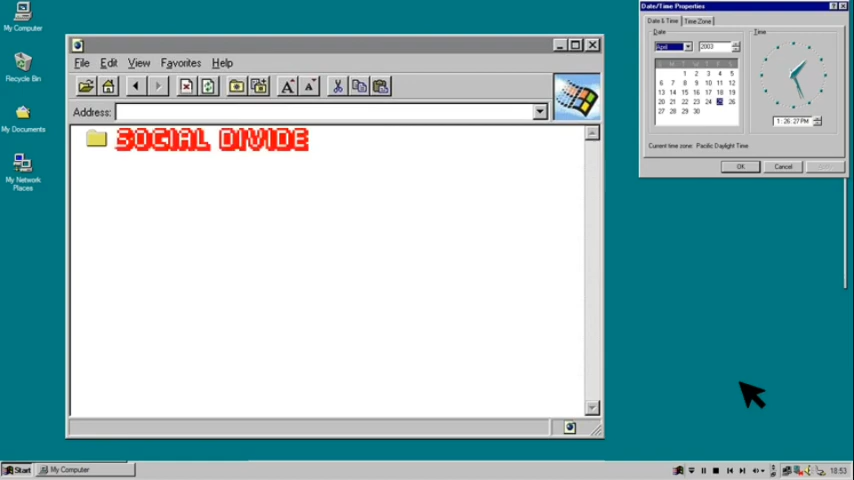 My Computer
Recycle Bin
My Documents
My Network
Places
File Edit View Favorites Help
A A
Address:
SOCIAL DIVIDE
Date/Time Properties
Date & Time Time Zone
Date
April 2003
S M T W T F S
1 2 3 4 5
6 7 8 9 10 11 12
13 14 15 16 17 18 19
20 21 22 23 24 25 26
27 28 29 30
Time
1:26:27 PM
Current time zone: Pacific Daylight Time
OK Cancel Apply
Start My Computer 18:53